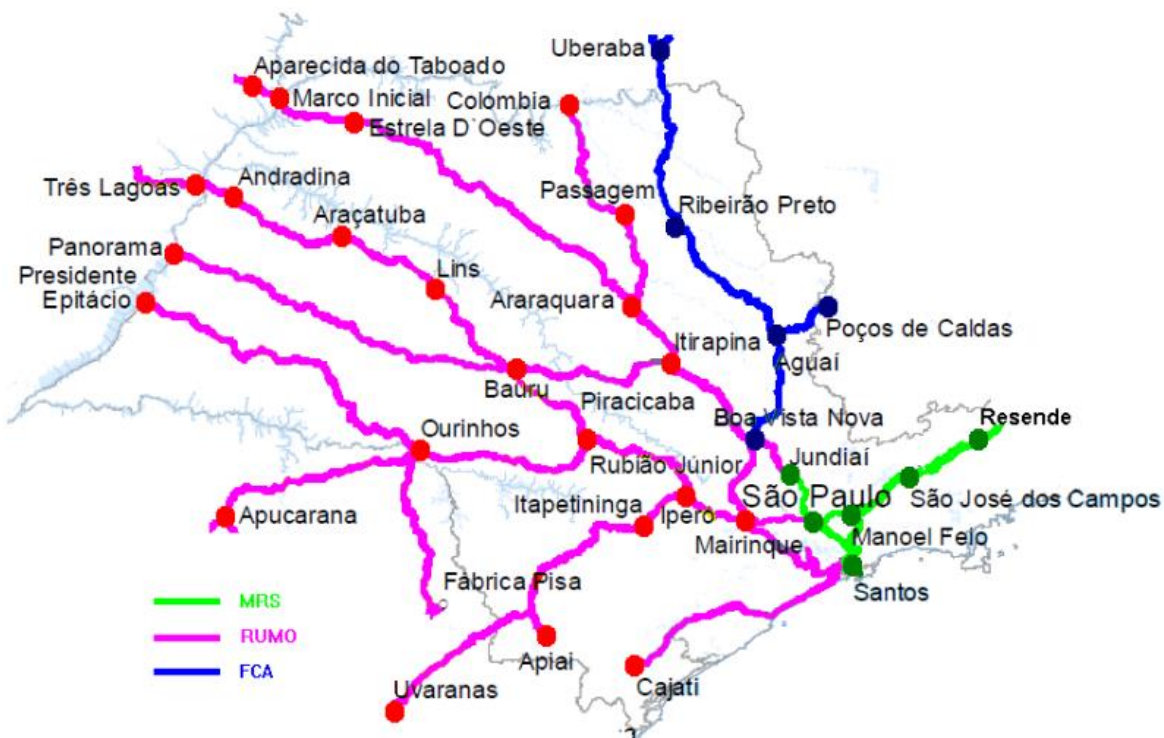 Uberaba
Aparecida do Taboado
Marco Inicial
Colombia
Estrela D`Oeste
Três Lagoas
Andradina
Passagem
Ribeirão Preto
Araçatuba
Panorama
Presidente
Epitácio
Lins
Araraquara
Poços de Caldas
Itirapina
Aguaí
Bauru
Piracicaba
Boa Vista Nova
Resende
Ourinhos
Rubião Júnior
Jundiaí
São Paulo
São José dos Campos
Itapetininga
Iperó
Apucarana
Mairinque
Manoel Feio
Fàbrica Pisa
Santos
MRS
RUMO
FCA
Apiai
Cajati
Uvaranas